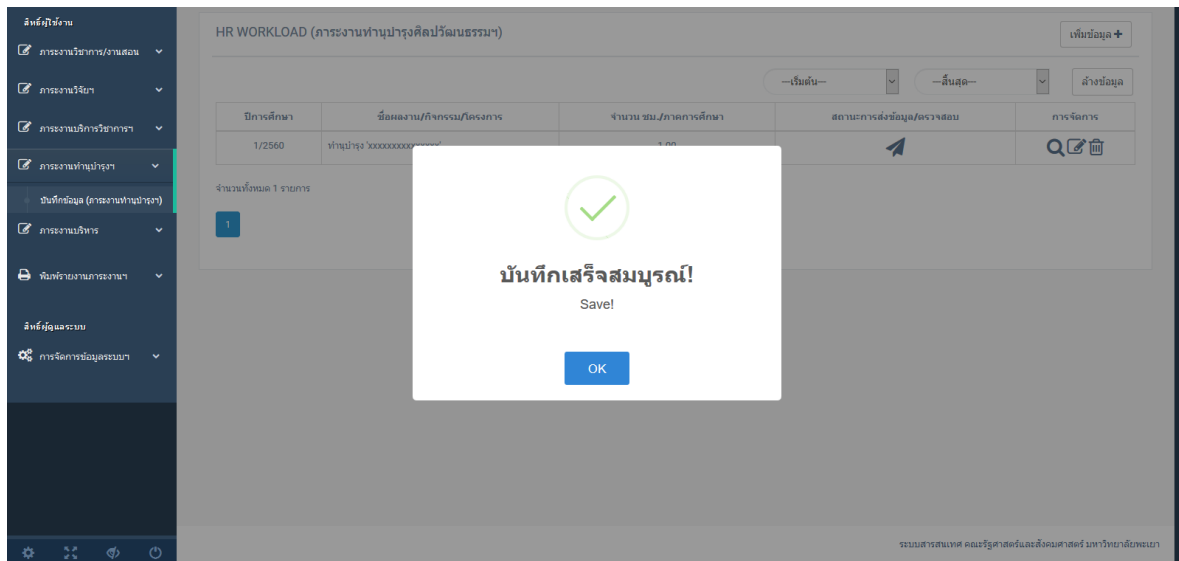 สิทธิ์ผู้ใช้งาน
ภาระงานวิชาการ/งานสอน
ภาระงานวิจัยฯ
ภาระงานบริการวิชาการฯ
ภาระงานทำนุบำรุงฯ
บันทึกข้อมูล (ภาระงานทำนุบำรุงฯ)
ภาระงานบริหาร
พิมพ์รายงานภาระงานฯ
สิทธิ์ผู้ดูแลระบบ
การจัดการข้อมูลระบบฯ
HR WORKLOAD (ภาระงานทำนุบำรุงศิลปวัฒนธรรมฯ)
เพิ่มข้อมูล
---เริ่มต้น---
---สิ้นสุด---
ล้างข้อมูล
ปีการศึกษา ชื่อผลงาน/กิจกรรม/โครงการ จำนวน ชม./ภาคการศึกษา สถานะการส่งข้อมูล/ตรวจสอบ การจัดการ
1/2560 ทำนุบำรุง 1.00
จำนวนทั้งหมด 1 รายการ
1
บันทึกเสร็จสมบูรณ์!
Save!
OK
ระบบสารสนเทศ คณะรัฐศาสตร์และสังคมศาสตร์ มหาวิทยาลัยพะเยา